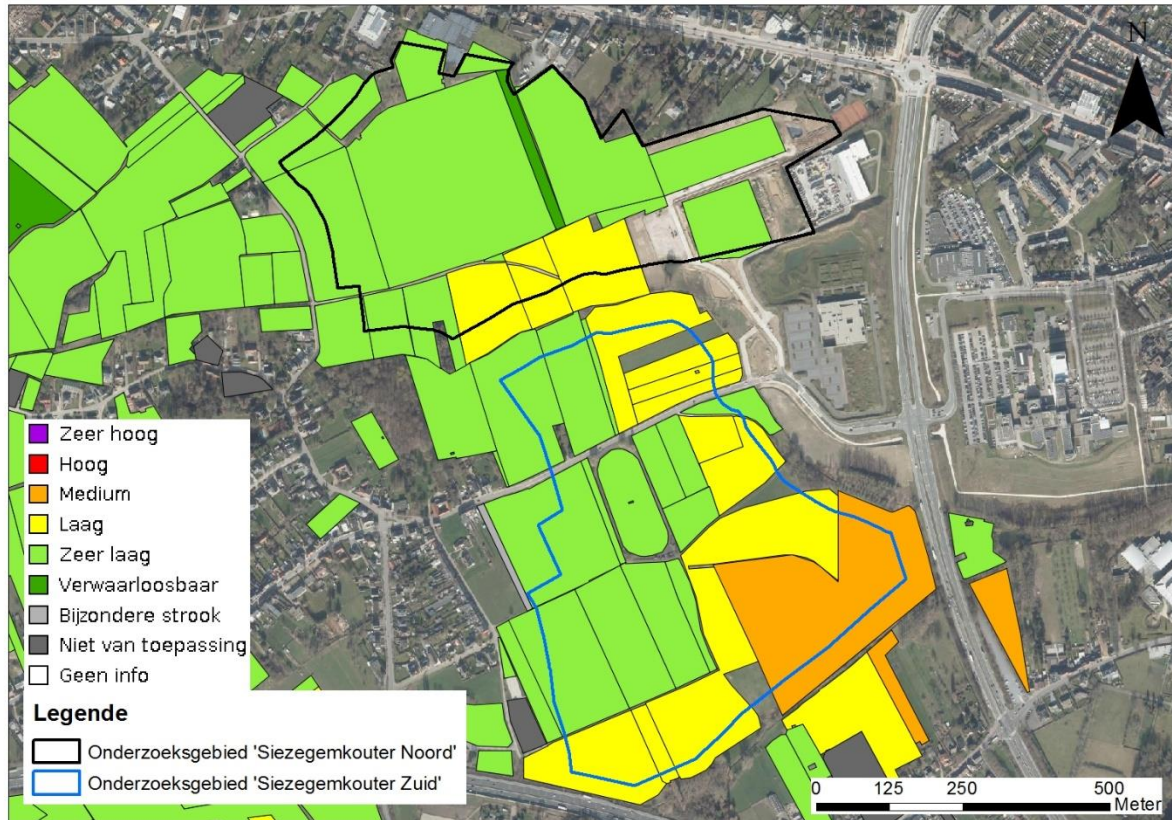 N
Zeer hoog
Hoog
Medium
Laag
Zeer laag
Verwaarloosbaar
Bijzondere strook
Niet van toepassing
Geen info
Legende
Onderzoeksgebied 'Siezegemkouter Noord'
Onderzoeksgebied 'Siezegemkouter Zuid'
0 125 250 500
Meter